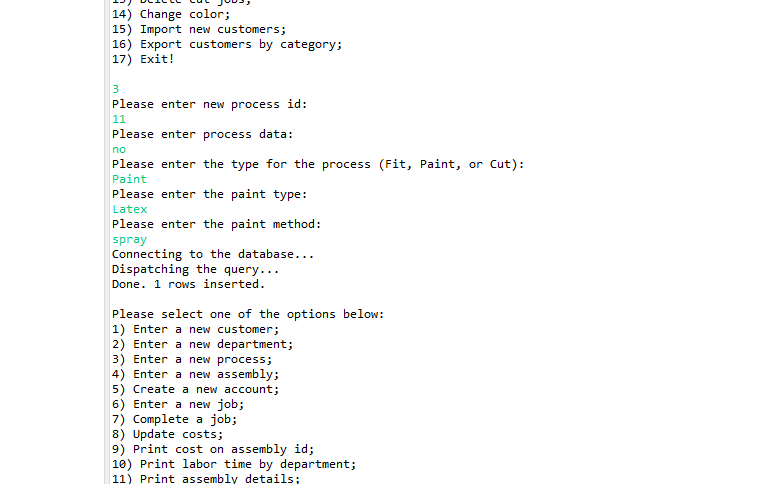 13) Delete cut jobs;
14) Change color;
15) Import new customers;
16) Export customers by category;
17) Exit!
3
Please enter new process id:
11
Please enter process data:
no
Please enter the type for the process (Fit, Paint, or Cut):
Paint
Please enter the paint type:
Latex
Please enter the paint method:
spray
Connecting to the database...
Dispatching the query...
Done. 1 rows inserted.
Please select one of the options below:
1) Enter a new customer;
2) Enter a new department;
3) Enter a new process;
4) Enter a new assembly;
5) Create a new account;
6) Enter a new job;
7) Complete a job;
8) Update costs;
9) Print cost on assembly id;
10) Print labor time by department;
11) Print assembly details;